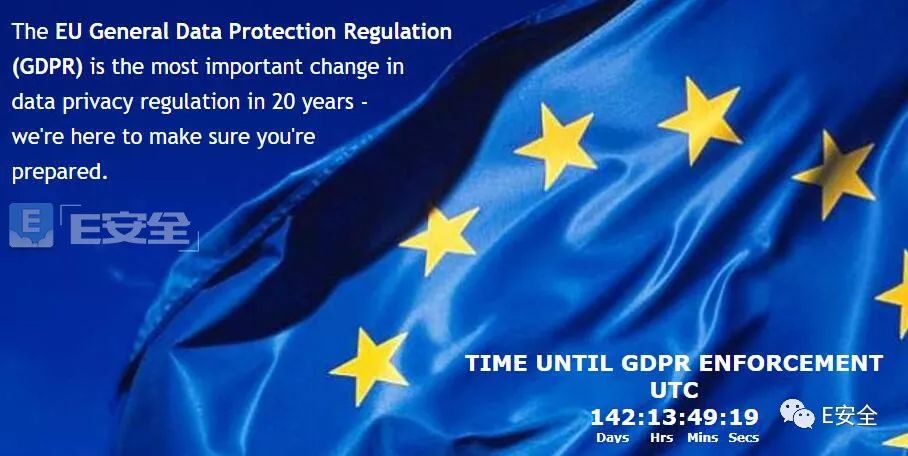 The EU General Data Protection Regulation
(GDPR) is the most important change in
data privacy regulation in 20 years -
we're here to make sure you're
prepared.
E 「E安全」
TIME UNTIL GDPR ENFORCEMENT
UTC
142:13:49:19
Days Hrs Mins Secs
E安全